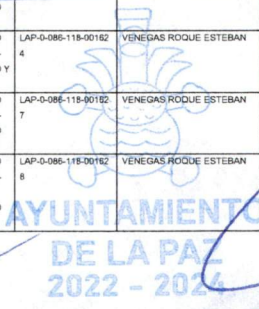 LAP-0-086-118-00162 VENEGAS ROQUE ESTEBAN
4
Y
LAP-0-086-118-00162 VENEGAS ROQUE ESTEBAN
7
LAP-0-086-118-00162 VENEGAS ROQUE ESTEBAN
8
AYUNTAMIENTO
DE LA PAZ
2022 - 2024